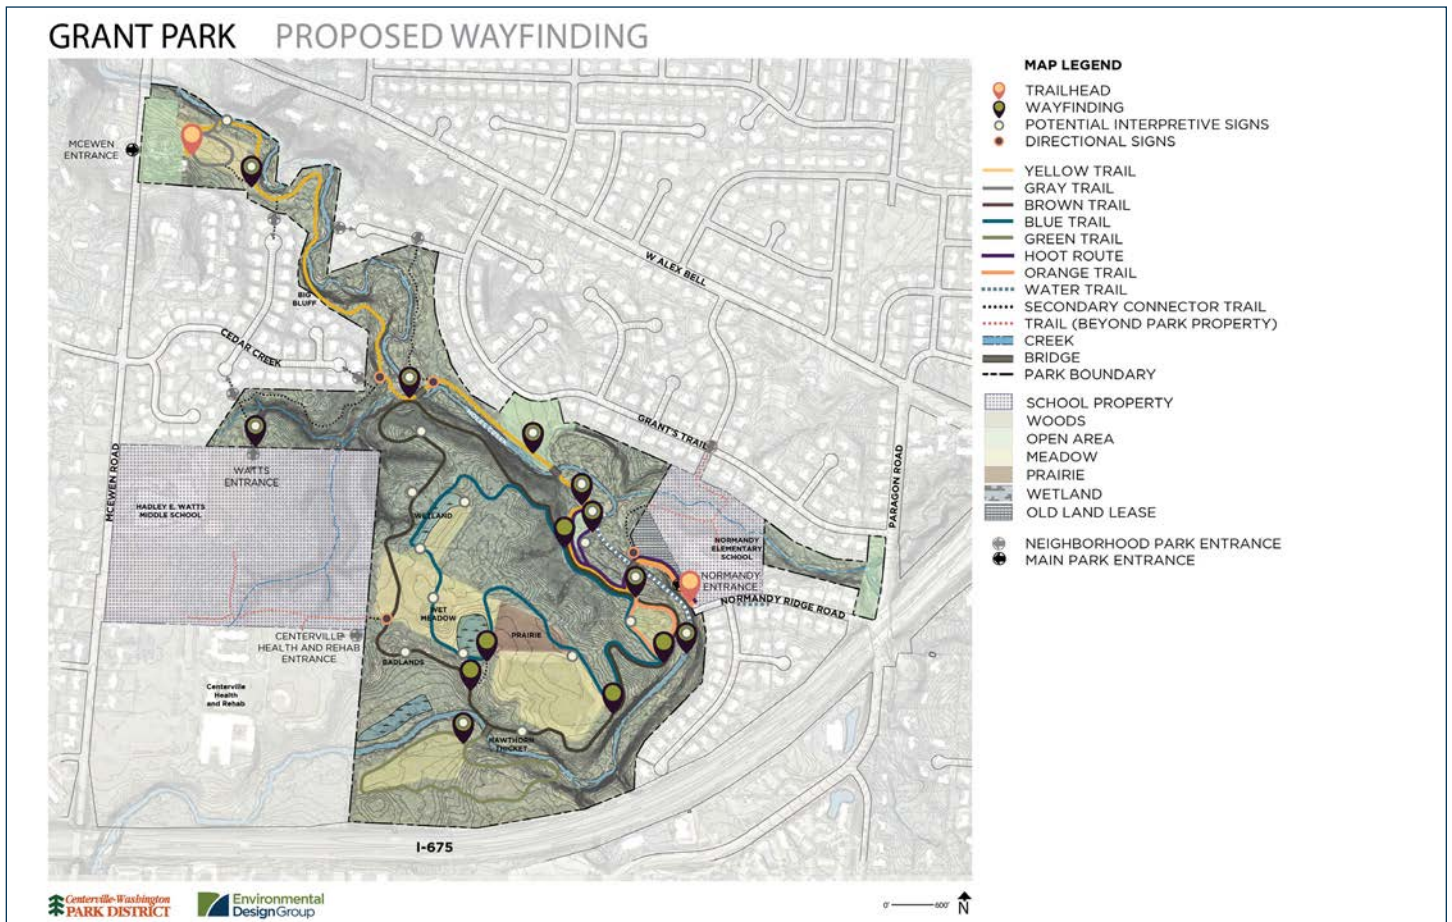 GRANT PARK PROPOSED WAYFINDING
MAP LEGEND
TRAILHEAD
WAYFINDING
POTENTIAL INTERPRETIVE SIGNS
DIRECTIONAL SIGNS
YELLOW TRAIL
GRAY TRAIL
BROWN TRAIL
BLUE TRAIL
GREEN TRAIL
HOOT ROUTE
ORANGE TRAIL
WATER TRAIL
SECONDARY CONNECTOR TRAIL
TRAIL (BEYOND PARK PROPERTY)
CREEK
BRIDGE
PARK BOUNDARY
SCHOOL PROPERTY
WOODS
OPEN AREA
MEADOW
PRAIRIE
WETLAND
OLD LAND LEASE
NEIGHBORHOOD PARK ENTRANCE
MAIN PARK ENTRANCE
MCEWEN
ENTRANCE
W ALEX BELL
BIG
BLUFF
CEDAR CREEK
GRANT'S TRAIL
MCEWEN ROAD
PARAGON ROAD
WATTS
ENTRANCE
HADLEY E. WATTS
MIDDLE SCHOOL
WETLAND
NORMANDY
ELEMENTARY
SCHOOL
NORMANDY
ENTRANCE
NORMANDY RIDGE ROAD
WET
MEADOW
PRAIRIE
CENTERVILLE
HEALTH AND REHAB
ENTRANCE
BADLANDS
Centerville
Health
and Rehab
HAWTHORN
THICKET
I-675
Centerville-Washington
PARK DISTRICT
Environmental
DesignGroup
0' 600'
N